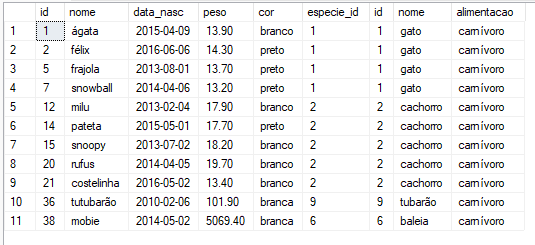 id nome data_nasc peso cor especie_id id nome alimentacao
1 1 ágata 2015-04-09 13.90 branco 1 1 gato carnívoro
2 2 félix 2016-06-06 14.30 preto 1 1 gato carnívoro
3 5 frajola 2013-08-01 13.70 preto 1 1 gato carnívoro
4 7 snowball 2014-04-06 13.20 preto 1 1 gato carnívoro
5 12 milu 2013-02-04 17.90 branco 2 2 cachorro carnívoro
6 14 pateta 2015-05-01 17.70 preto 2 2 cachorro carnívoro
7 15 snoopy 2013-07-02 18.20 branco 2 2 cachorro carnívoro
8 20 rufus 2014-04-05 19.70 branco 2 2 cachorro carnívoro
9 21 costelinha 2016-05-02 13.40 branco 2 2 cachorro carnívoro
10 36 tutubarão 2010-02-06 101.90 branca 9 9 tubarão carnívoro
11 38 mobie 2014-05-02 5069.40 branca 6 6 baleia carnívoro